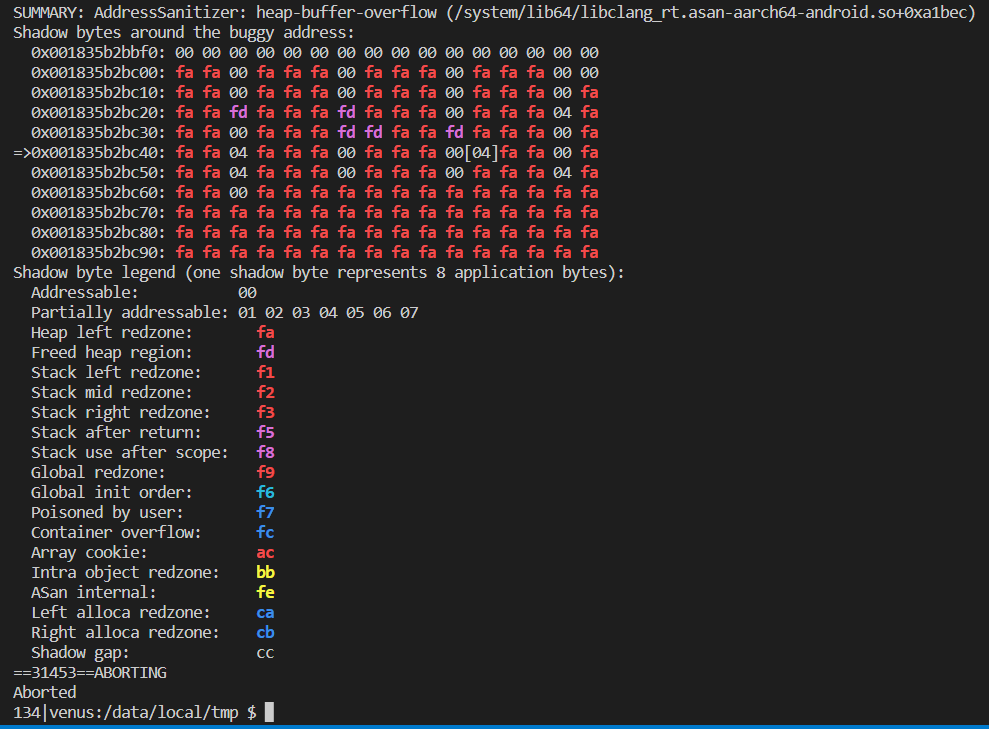 SUMMARY: AddressSanitizer: heap-buffer-overflow (/system/lib64/libclang_rt.asan-aarch64-android.so+0xa1bec)
Shadow bytes around the buggy address:
  0x001835b2bbf0: 00 00 00 00 00 00 00 00 00 00 00 00 00 00 00 00
  0x001835b2bc00: fa fa 00 fa fa fa 00 fa fa fa 00 fa fa fa 00 00
  0x001835b2bc10: fa fa 00 fa fa fa 00 fa fa fa 00 fa fa fa 00 fa
  0x001835b2bc20: fa fa fd fa fa fa fd fa fa fa 00 fa fa fa 04 fa
  0x001835b2bc30: fa fa 00 fa fa fa fd fd fa fa fd fa fa fa 00 fa
=>0x001835b2bc40: fa fa 04 fa fa fa 00 fa fa fa 00[04]fa fa 00 fa
  0x001835b2bc50: fa fa 04 fa fa fa 00 fa fa fa 00 fa fa fa 04 fa
  0x001835b2bc60: fa fa 00 fa fa fa fa fa fa fa fa fa fa fa fa fa
  0x001835b2bc70: fa fa fa fa fa fa fa fa fa fa fa fa fa fa fa fa
  0x001835b2bc80: fa fa fa fa fa fa fa fa fa fa fa fa fa fa fa fa
  0x001835b2bc90: fa fa fa fa fa fa fa fa fa fa fa fa fa fa fa fa
Shadow byte legend (one shadow byte represents 8 application bytes):
  Addressable:           00
  Partially addressable: 01 02 03 04 05 06 07
  Heap left redzone:       fa
  Freed heap region:       fd
  Stack left redzone:      f1
  Stack mid redzone:       f2
  Stack right redzone:     f3
  Stack after return:      f5
  Stack use after scope:   f8
  Global redzone:          f9
  Global init order:       f6
  Poisoned by user:        f7
  Container overflow:      fc
  Array cookie:            ac
  Intra object redzone:    bb
  ASan internal:           fe
  Left alloca redzone:     ca
  Right alloca redzone:    cb
  Shadow gap:              cc
==31453==ABORTING
Aborted
134|venus:/data/local/tmp $